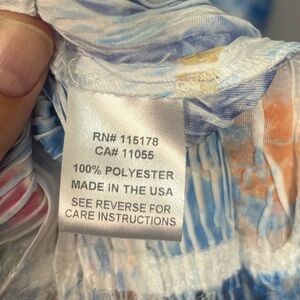 RN# 115178
CA# 11055
100% POLYESTER
MADE IN THE USA
SEE REVERSE FOR
CARE INSTRUCTIONS